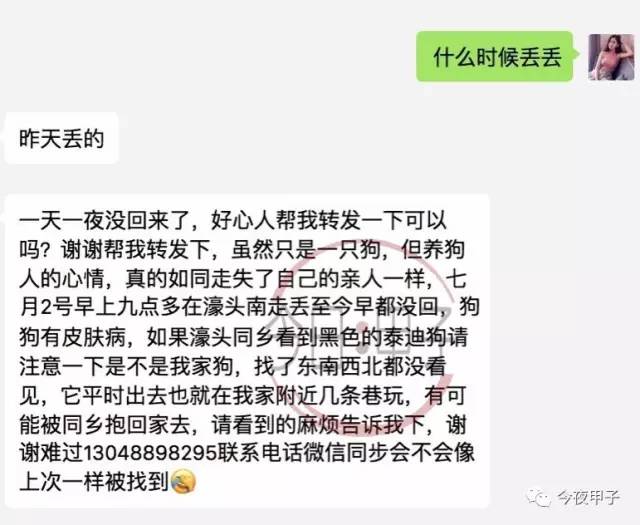 什么时候丢丢
昨天丢的
一天一夜没回来了，好心人帮我转发一下可以
吗？谢谢帮我转发下，虽然只是一只狗，但养狗
人的心情，真的如同走失了自己的亲人一样，七
月2号早上九点多在濠头南走丢至今早都没回，狗
狗有皮肤病，如果濠头同乡看到黑色的泰迪狗请
注意一下是不是我家狗，找了东南西北都没看
见，它平时出去也就在我家附近几条巷玩，有可
能被同乡抱回家去，请看到的麻烦告诉我下，谢
谢难过13048898295联系电话微信同步会不会像
上次一样被找到
今夜甲子